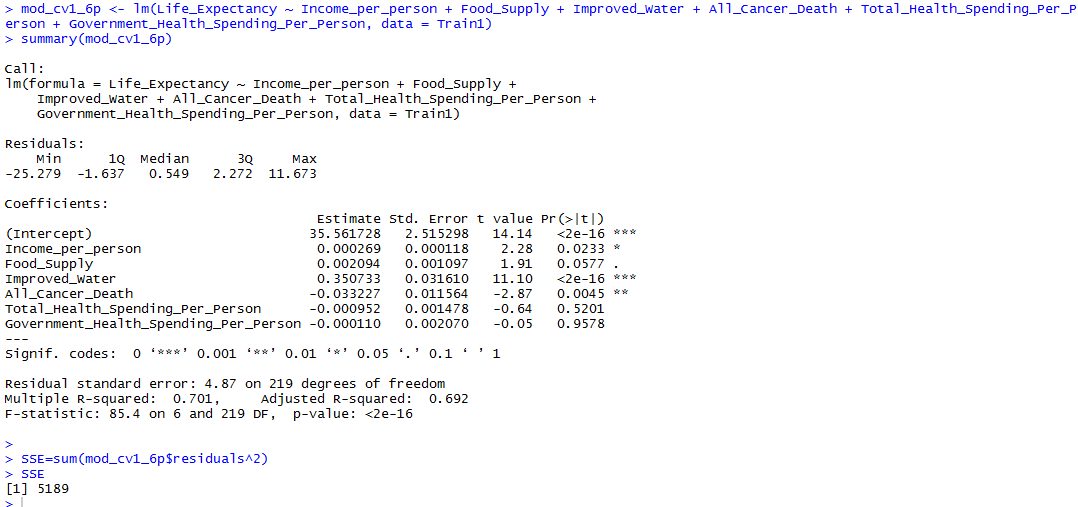 > mod_cv1_6p <- lm(Life_Expectancy ~ Income_per_person + Food_Supply + Improved_Water + All_Cancer_Death + Total_Health_Spending_Per_P
erson + Government_Health_Spending_Per_Person, data = Train1)
> summary(mod_cv1_6p)
Call:
lm(formula = Life_Expectancy ~ Income_per_person + Food_Supply +
    Improved_Water + All_Cancer_Death + Total_Health_Spending_Per_Person +
    Government_Health_Spending_Per_Person, data = Train1)
Residuals:
    Min      1Q  Median      3Q     Max
-25.279  -1.637   0.549   2.272  11.673
Coefficients:
                                       Estimate Std. Error t value Pr(>|t|)
(Intercept)                           35.561728   2.515298   14.14   <2e-16 ***
Income_per_person                      0.000269   0.000118    2.28   0.0233 *
Food_Supply                            0.002094   0.001097    1.91   0.0577 .
Improved_Water                         0.350733   0.031610   11.10   <2e-16 ***
All_Cancer_Death                      -0.033227   0.011564   -2.87   0.0045 **
Total_Health_Spending_Per_Person      -0.000952   0.001478   -0.64   0.5201
Government_Health_Spending_Per_Person -0.000110   0.002070   -0.05   0.9578
---
Signif. codes:  0 ‘***’ 0.001 ‘**’ 0.01 ‘*’ 0.05 ‘.’ 0.1 ‘ ’ 1
Residual standard error: 4.87 on 219 degrees of freedom
Multiple R-squared:  0.701,     Adjusted R-squared:  0.692
F-statistic: 85.4 on 6 and 219 DF,  p-value: <2e-16
>
> SSE=sum(mod_cv1_6p$residuals^2)
> SSE
[1] 5189
>